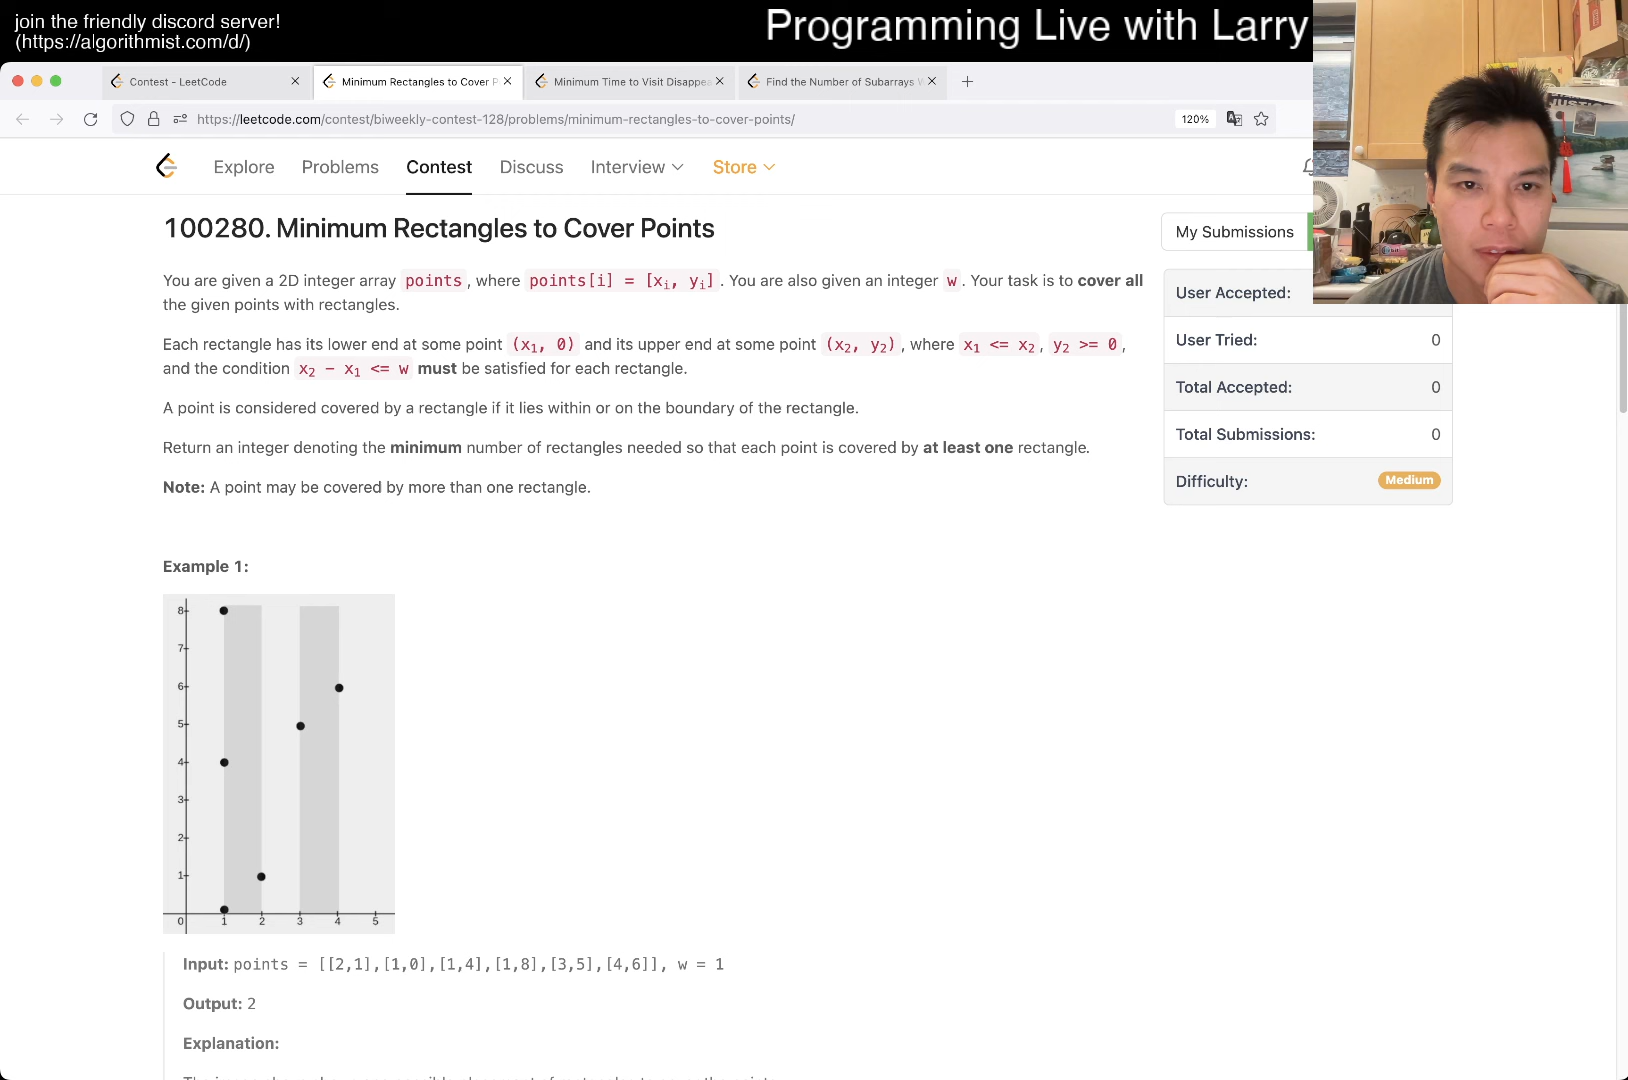 join the friendly discord server!
(https://algorithmist.com/d/)
Programming Live with Larry
Contest - LeetCode
Minimum Rectangles to Cover P
Minimum Time to Visit Disappea
Find the Number of Subarrays W
https://leetcode.com/contest/biweekly-contest-128/problems/minimum-rectangles-to-cover-points/
120%
Explore Problems Contest Discuss Interview Store
100280. Minimum Rectangles to Cover Points
My Submissions
You are given a 2D integer array points, where points[i] = [xi, yi]. You are also given an integer w. Your task is to cover all
the given points with rectangles.
Each rectangle has its lower end at some point (x1, 0) and its upper end at some point (x2, y2), where x1 <= x2, y2 >= 0,
and the condition x2 - x1 <= w must be satisfied for each rectangle.
A point is considered covered by a rectangle if it lies within or on the boundary of the rectangle.
Return an integer denoting the minimum number of rectangles needed so that each point is covered by at least one rectangle.
Note: A point may be covered by more than one rectangle.
User Accepted:
User Tried: 0
Total Accepted: 0
Total Submissions: 0
Difficulty: Medium
Example 1:
8
7
6
5
4
3
2
1
0 1 2 3 4 5
Input: points = [[2,1],[1,0],[1,4],[1,8],[3,5],[4,6]], w = 1
Output: 2
Explanation: